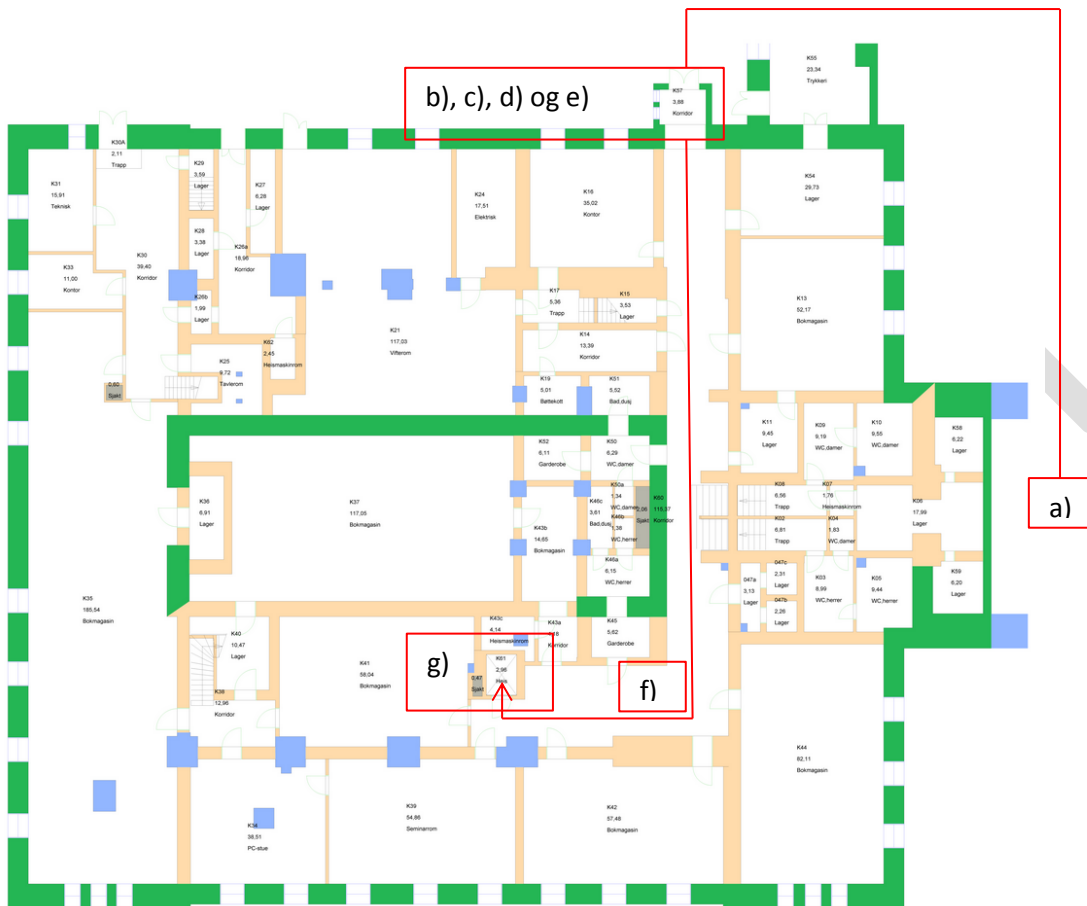 K55
23,34
Trykkeri
b), c), d) og e)
K57
3,88
Korridor
K30A
2,11
Trapp
K29
3,59
Lager
K31
15,91
Teknisk
K27
6,28
Lager
K24
17,51
Elektrisk
K16
35,02
Kontor
K54
29,73
Lager
K28
3,38
Lager
K26a
18,96
Korridor
K30
39,40
Korridor
K33
11,00
Kontor
K26b
1,99
Lager
K17
5,36
Trapp
K15
3,53
Lager
K13
52,17
Bokmagasin
K21
117,03
Vifterom
K14
13,39
Korridor
K62
2,45
Heismaskinrom
K25
9,72
Tavlerom
0,60
Sjakt
K19
5,01
Bøttekott
K51
5,52
Bad,dusj
K11
9,45
Lager
K09
9,19
WC,damer
K10
9,55
WC,damer
K58
6,22
Lager
K52
6,11
Garderobe
K50
6,29
WC,damer
K36
6,91
Lager
K37
117,05
Bokmagasin
K43b
14,65
Bokmagasin
K46c
3,61
Bad,dusj
K50a
1,34
WC,damer
K46b
1,38
WC,herrer
2,06
Sjakt
K60
118,37
Korridor
K08
6,56
Trapp
K07
1,76
Heismaskinrom
K06
17,99
Lager
a)
K02
6,81
Trapp
K04
1,83
WC,damer
K46a
6,15
WC,herrer
047a
3,13
Lager
047c
2,31
Lager
047b
2,26
Lager
K03
8,99
WC,herrer
K05
9,44
WC,herrer
K59
6,20
Lager
K35
185,54
Bokmagasin
K40
10,47
Lager
K43c
4,14
Heismaskinrom
K43a
Korridor
K45
5,62
Garderobe
K41
58,04
Bokmagasin
g)
K61
2,96
Heis
0,47
Sjakt
f)
K38
12,96
Korridor
K44
82,11
Bokmagasin
K34
38,51
PC-stue
K39
54,86
Seminarrom
K42
57,48
Bokmagasin